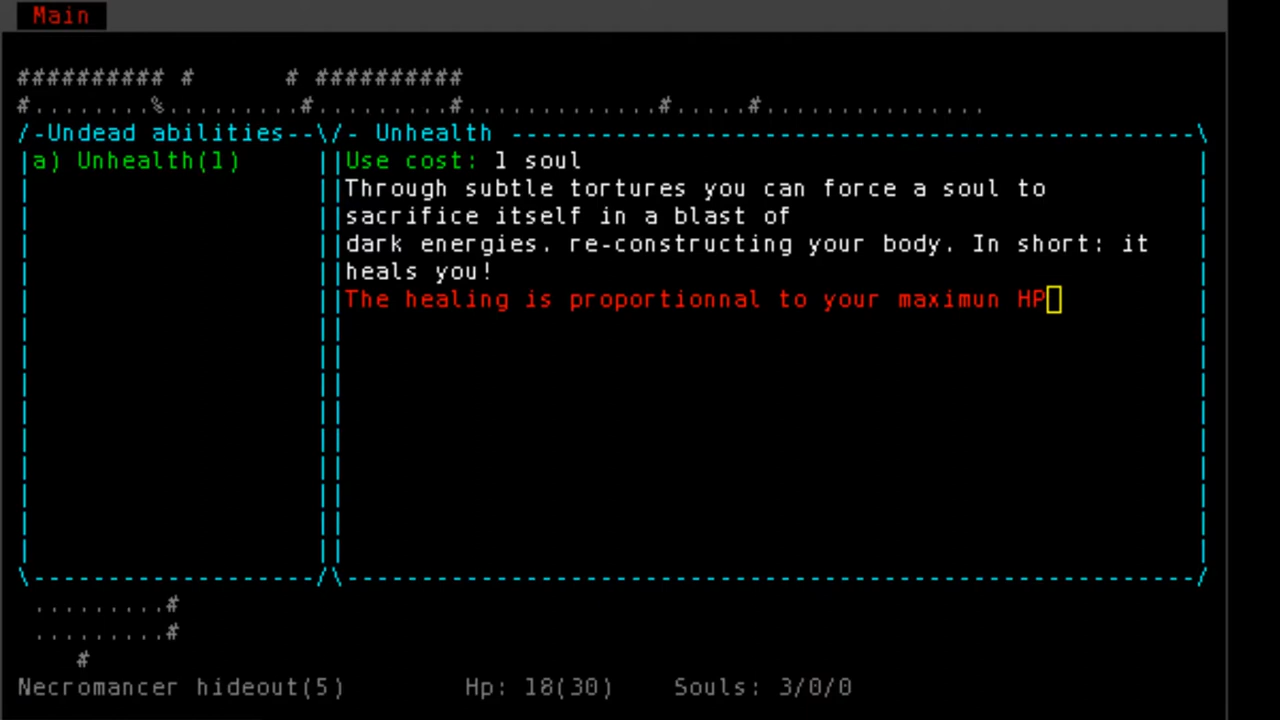 Main
########## #      # ##########
#........%.........#.........#.............#.....#...............
/-Undead abilities--\/- Unhealth ----------------------------------------------\
|a) Unhealth(1)     ||Use cost: 1 soul
Through subtle tortures you can force a soul to
sacrifice itself in a blast of
dark energies. re-constructing your body. In short: it
heals you!
The healing is proportionnal to your maximun HP
\-------------------/\----------------------------------------------------------/
.........#
.........#
#
Necromancer hideout(5)        Hp: 18(30)    Souls: 3/0/0